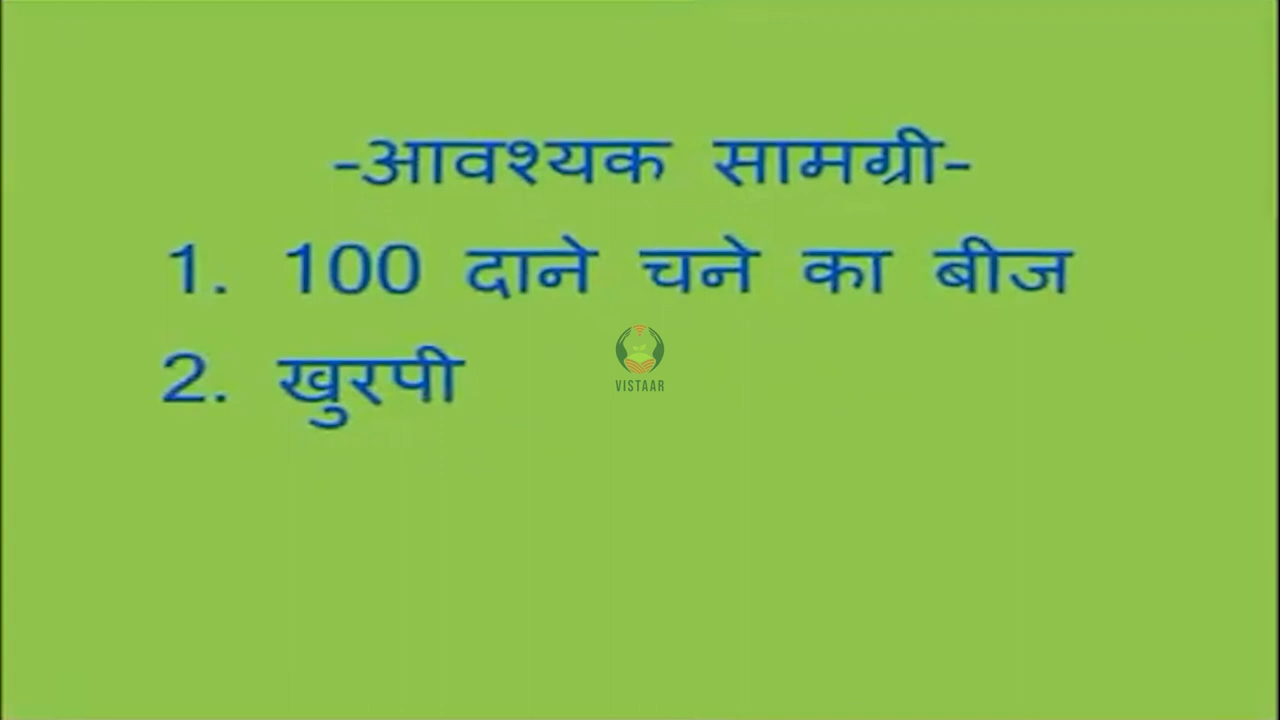 -आवश्यक सामग्री-
1. 100 दाने चने का बीज
2. खुरपी
VISTAAR